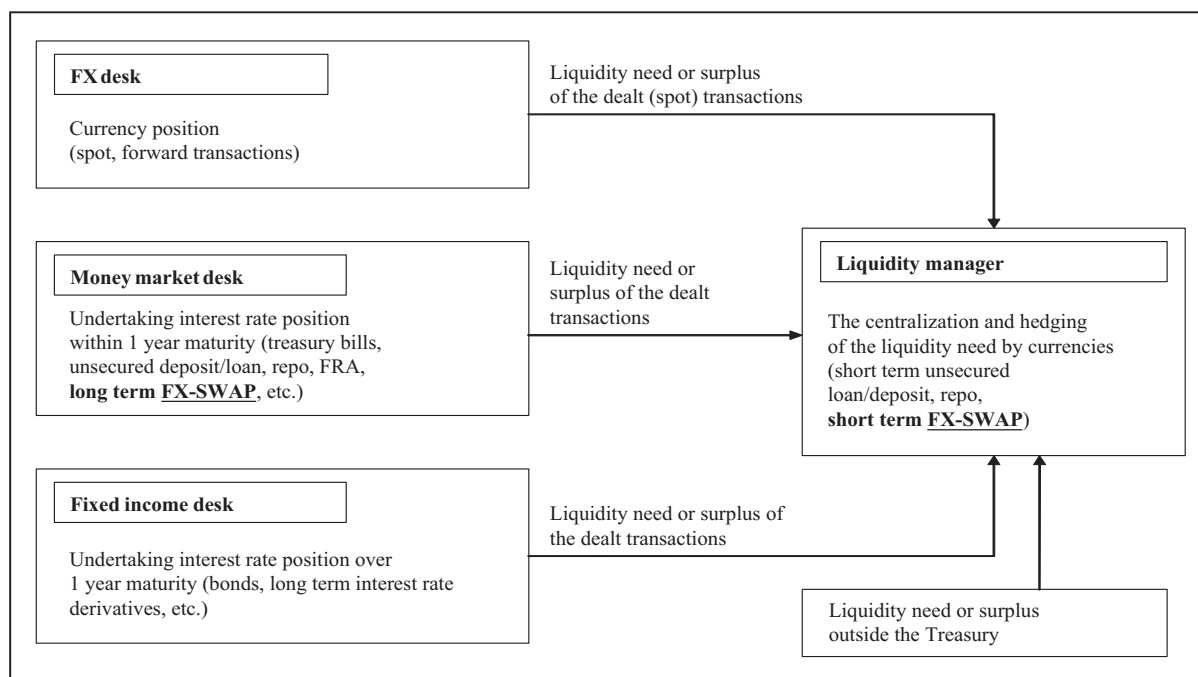 FX desk
Currency position
(spot, forward transactions)
Liquidity need or surplus
of the dealt (spot) transactions
Money market desk
Undertaking interest rate position
within 1 year maturity (treasury bills,
unsecured deposit/loan, repo, FRA,
long term FX-SWAP, etc.)
Liquidity need or
surplus of the dealt
transactions
Liquidity manager
The centralization and hedging
of the liquidity need by currencies
(short term unsecured
loan/deposit, repo,
short term FX-SWAP)
Fixed income desk
Undertaking interest rate position over
1 year maturity (bonds, long term interest rate
derivatives, etc.)
Liquidity need or surplus of
the dealt transactions
Liquidity need or surplus
outside the Treasury